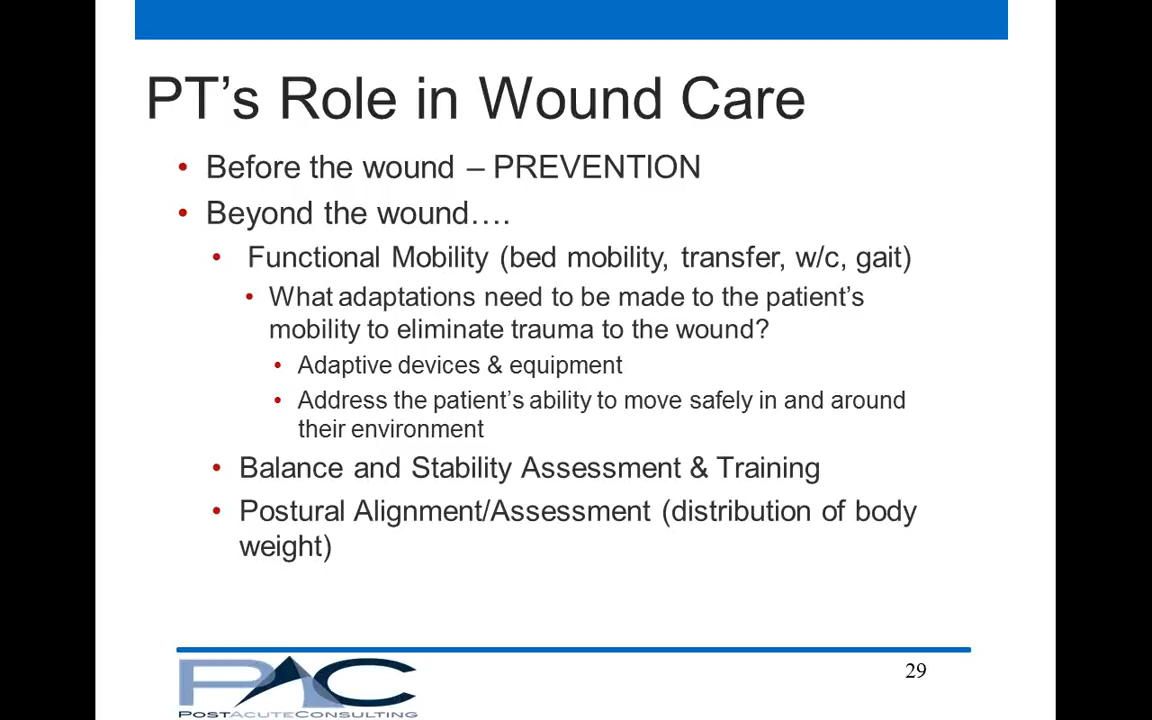 PT's Role in Wound Care
• Before the wound – PREVENTION
• Beyond the wound….
• Functional Mobility (bed mobility, transfer, w/c, gait)
• What adaptations need to be made to the patient's
mobility to eliminate trauma to the wound?
• Adaptive devices & equipment
• Address the patient's ability to move safely in and around
their environment
• Balance and Stability Assessment & Training
• Postural Alignment/Assessment (distribution of body
weight)
PAC
POSTACUTECONSULTING
29